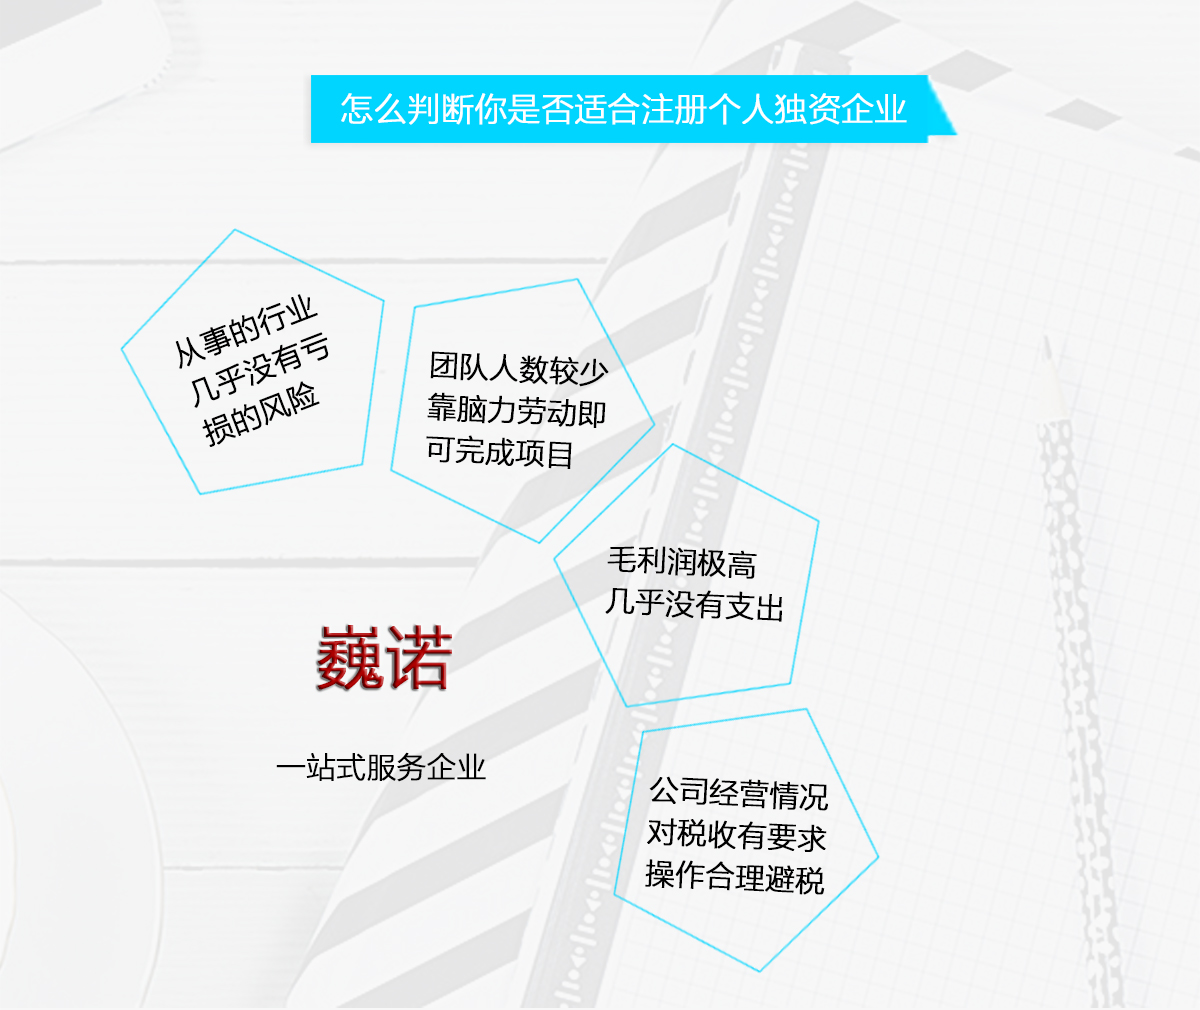 怎么判断你是否适合注册个人独资企业
从事的行业
几乎没有亏
损的风险
团队人数较少
靠脑力劳动即
可完成项目
毛利润极高
几乎没有支出
巍诺
一站式服务企业
公司经营情况
对税收有要求
操作合理避税